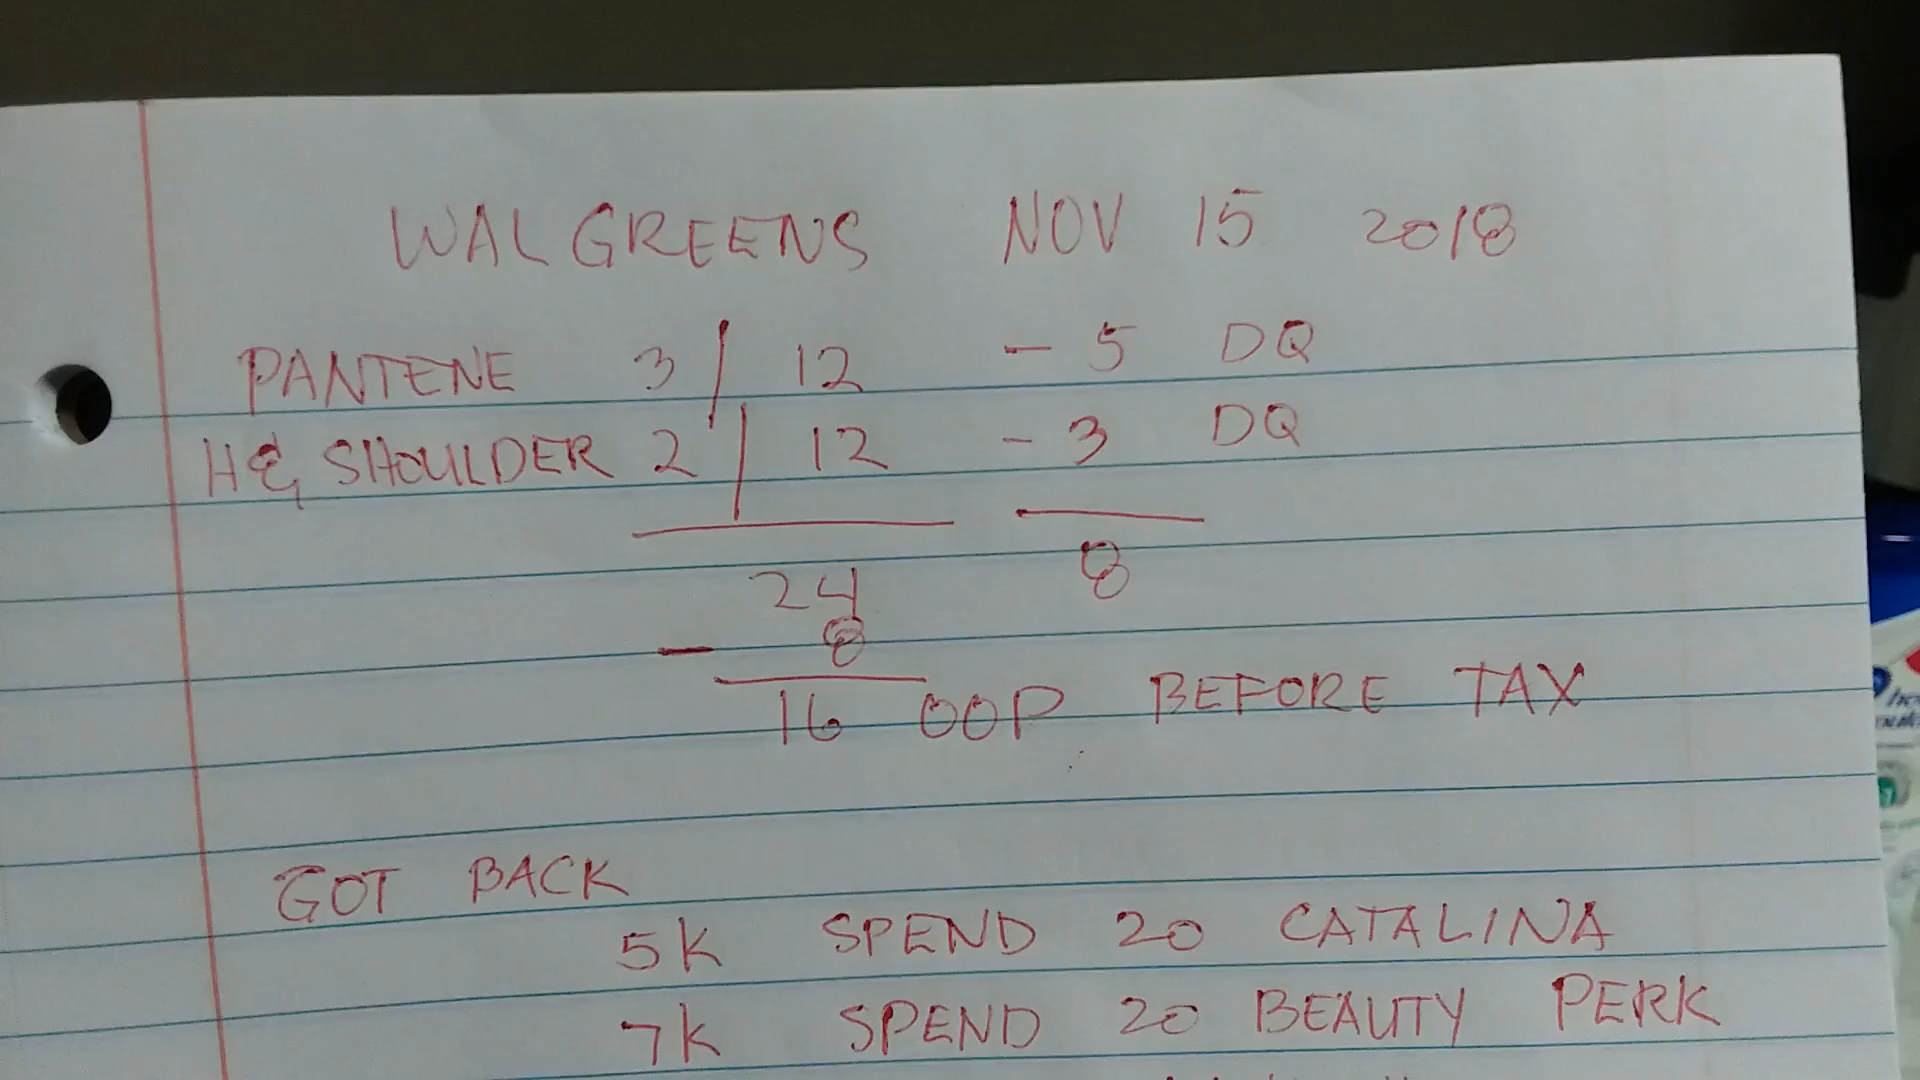 WALGREENS NOV 15 2018
PANTENE 3/12 - 5 DQ
H& SHOULDER 2/12 - 3 DQ
24 8
- 8
16 OOP BEFORE TAX
GOT BACK
5K SPEND 20 CATALINA
7K SPEND 20 BEAUTY PERK